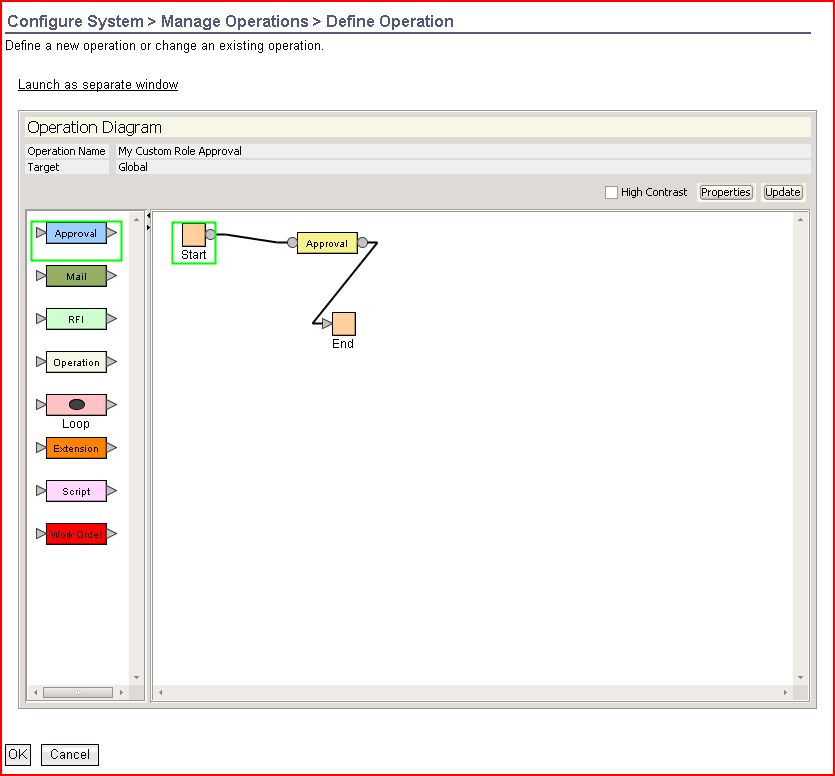 Configure System > Manage Operations > Define Operation
Define a new operation or change an existing operation.
Launch as separate window
Operation Diagram
Operation Name My Custom Role Approval
Target Global
High Contrast Properties Update
Approval
Mail
RFI
Operation
Loop
Extension
Script
Work Order
Start
Approval
End
OK Cancel